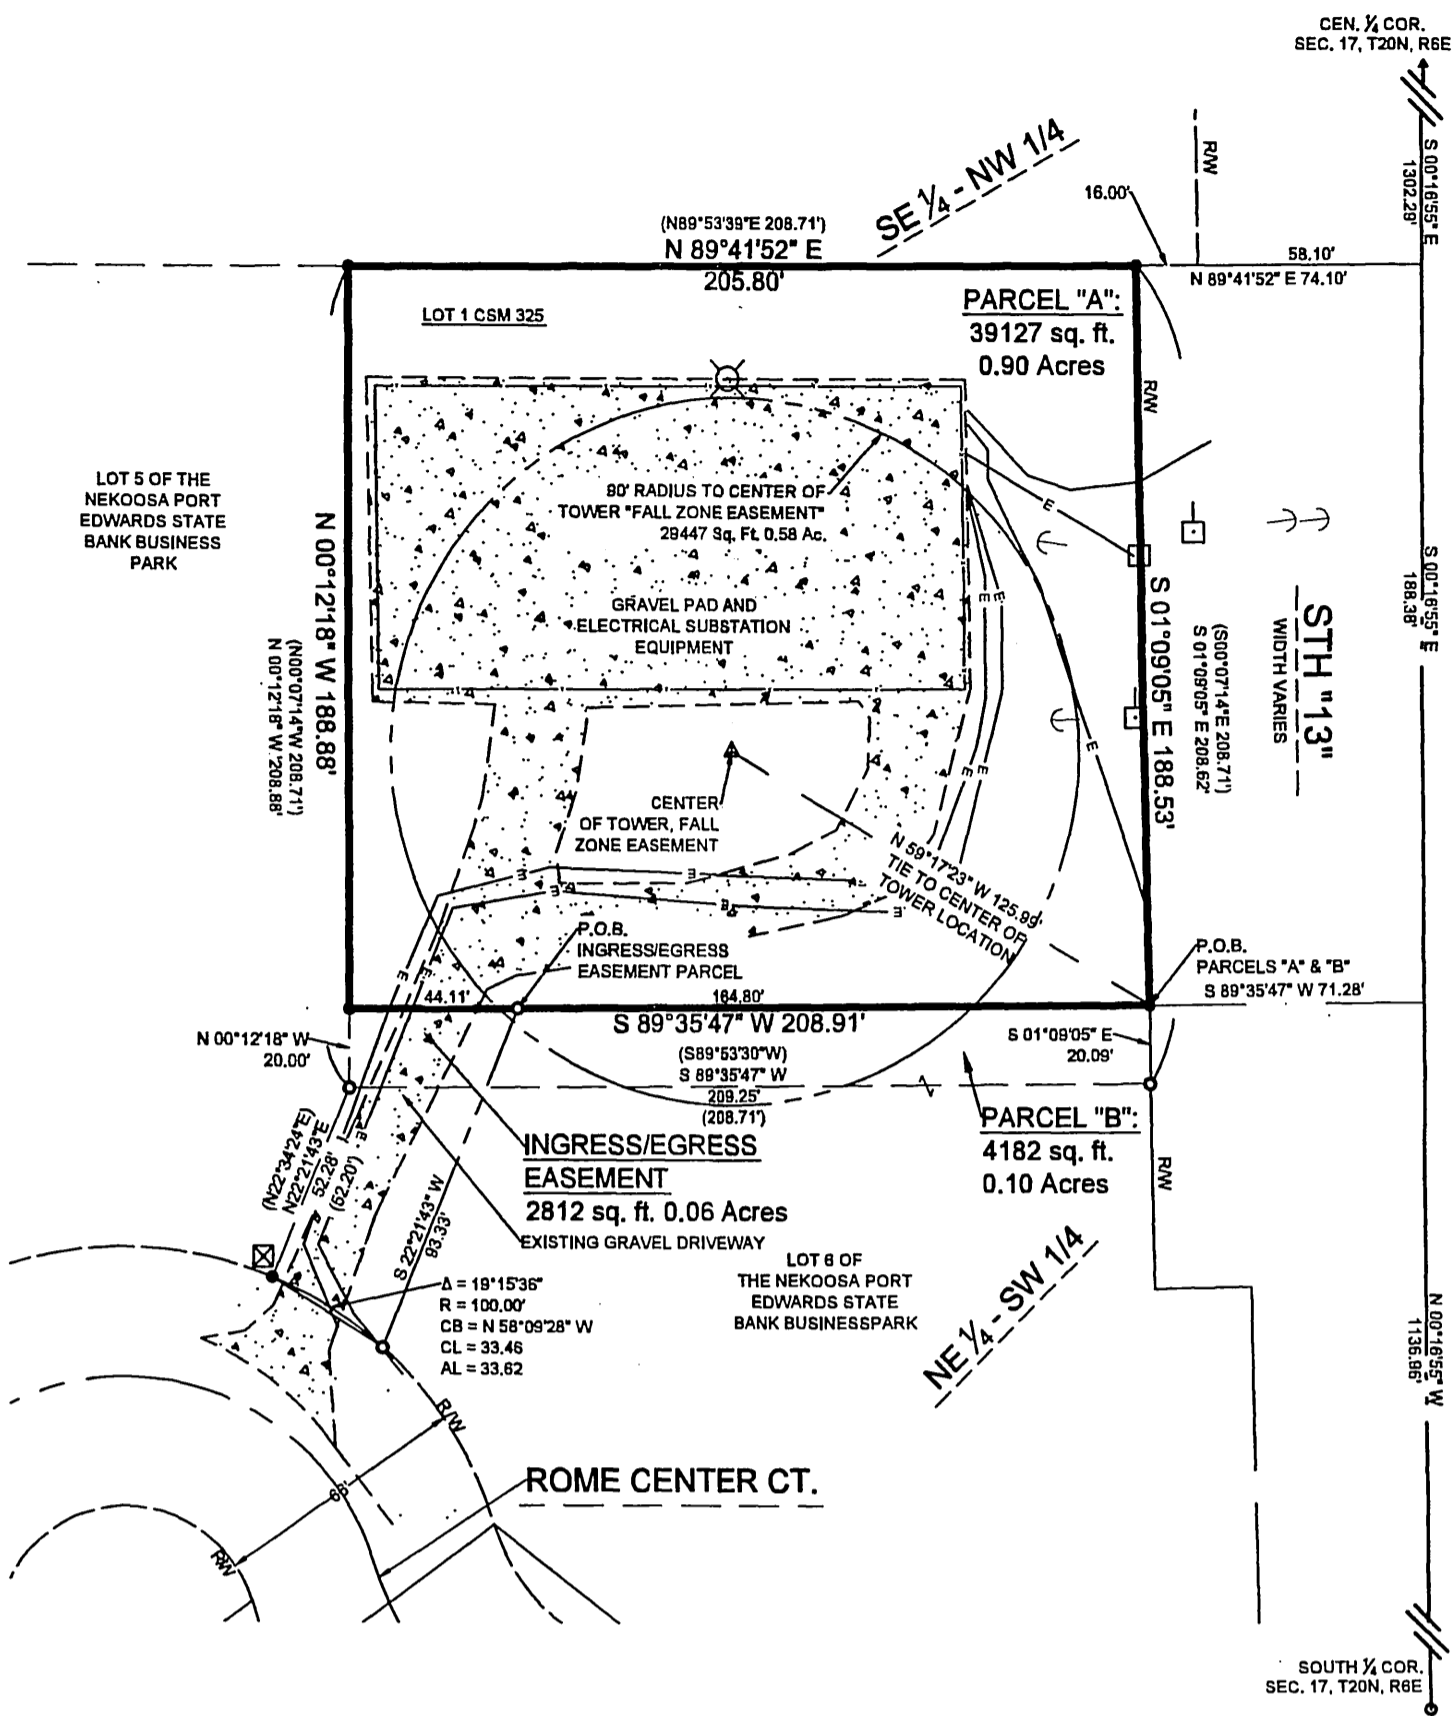 CEN. ¼ COR.
SEC. 17, T20N, R6E
S 00°16'55" E
1302.29'
R/W
SE ¼ - NW 1/4
16.00'
(N89°53'39"E 208.71')
N 89°41'52" E
205.80'
58.10'
N 89°41'52" E 74.10'
LOT 1 CSM 325
PARCEL "A":
39127 sq. ft.
0.90 Acres
R/W
LOT 5 OF THE
NEKOOSA PORT
EDWARDS STATE
BANK BUSINESS
PARK
80' RADIUS TO CENTER OF
TOWER "FALL ZONE EASEMENT"
29447 Sq. Ft. 0.58 Ac.
GRAVEL PAD AND
ELECTRICAL SUBSTATION
EQUIPMENT
N 00°12'18" W 188.88'
(N00°07'14"W 208.71')
N 00°12'18" W 208.88'
E
E
E
S 01°09'05" E 188.53'
(S00°07'14"E 208.71')
S 01°09'05" E 208.62'
STH "13"
WIDTH VARIES
S 00°16'55" E
188.38'
E
E
E
CENTER
OF TOWER, FALL
ZONE EASEMENT
N 59°17'23" W 125.99'
TIE TO CENTER OF
TOWER LOCATION
E
E
E
E
E
E
E
P.O.B.
INGRESS/EGRESS
EASEMENT PARCEL
P.O.B.
PARCELS "A" & "B"
S 89°35'47" W 71.28'
44.11'
164.80'
S 89°35'47" W 208.91'
N 00°12'18" W
20.00'
S 01°09'05" E
20.09'
(S89°53'30"W)
S 89°35'47" W
209.25'
(208.71')
Z
E
PARCEL "B":
4182 sq. ft.
0.10 Acres
R/W
INGRESS/EGRESS
EASEMENT
2812 sq. ft. 0.06 Acres
EXISTING GRAVEL DRIVEWAY
(N22°34'24"E)
N22°21'43"E
52.28'
(62.20')
S 22°21'43" W
93.33'
LOT 6 OF
THE NEKOOSA PORT
EDWARDS STATE
BANK BUSINESSPARK
NE ¼ - SW 1/4
Δ = 19°15'36"
R = 100.00'
CB = N 58°09'28" W
CL = 33.46
AL = 33.62
N 00°16'55" W
1136.96'
R/W
66'
R/W
ROME CENTER CT.
SOUTH ¼ COR.
SEC. 17, T20N, R6E